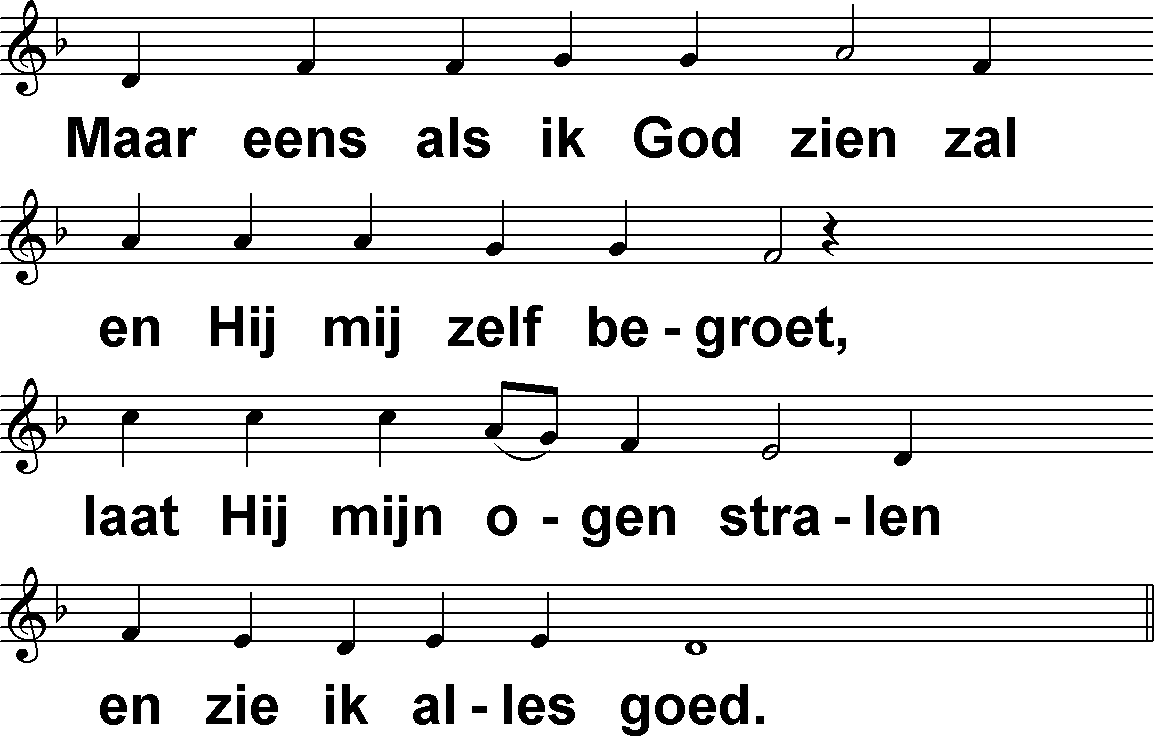 Maar eens als ik God zien zal
en Hij mij zelf be - groet,
laat Hij mijn o - gen stra - len
en zie ik al - les goed.